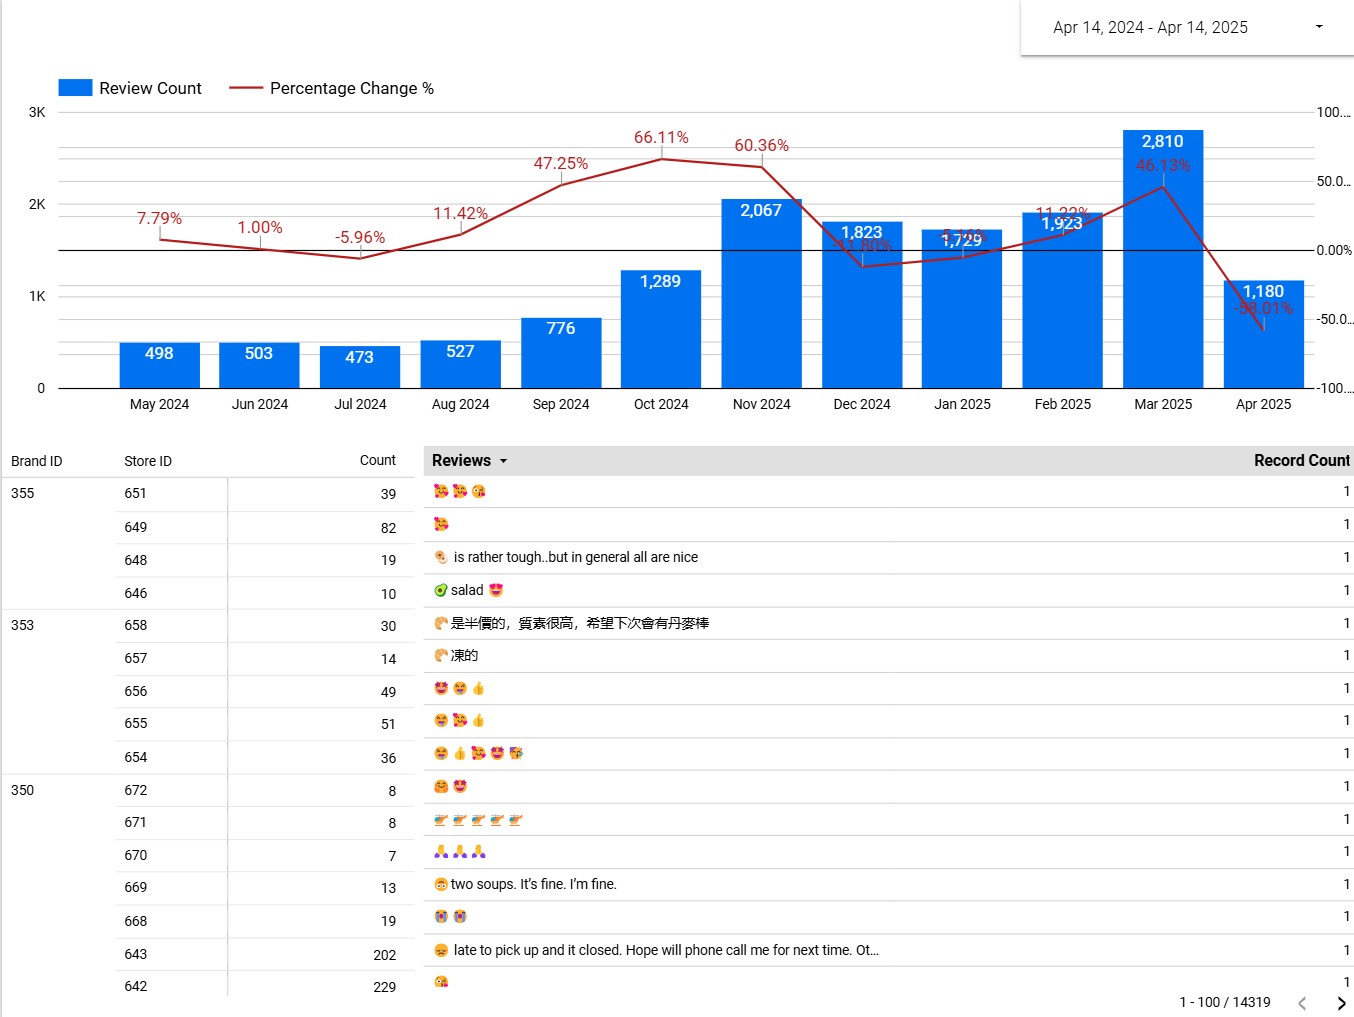 Apr 14, 2024 - Apr 14, 2025
Review Count
Percentage Change %
3K
2K
1K
0
100....
50.0...
0.00%
-50.0...
-100....
7.79%
1.00%
-5.96%
11.42%
47.25%
66.11%
60.36%
-11.80%
11.22%
46.13%
-58.01%
498
503
473
527
776
1,289
2,067
1,823
1,729
1,923
2,810
1,180
May 2024
Jun 2024
Jul 2024
Aug 2024
Sep 2024
Oct 2024
Nov 2024
Dec 2024
Jan 2025
Feb 2025
Mar 2025
Apr 2025
Brand ID Store ID Count
355 651 39
649 82
648 19
646 10
353 658 30
657 14
656 49
655 51
654 36
350 672 8
671 8
670 7
669 13
668 19
643 202
642 229
Reviews Record Count
🥰 🥰 😘 1
🥰 1
is rather tough..but in general all are nice 1
🥑 salad 😍 1
🥐 是半價的，質素很高，希望下次會有丹麥棒 1
🥐 凍的 1
🤩 😝 👍 1
😝 🥰 👍 1
😝 👍 🥰 🤩 🥳 1
🤗 😍 1
1
🙏 🙏 🙏 1
🙃 two soups. It's fine. I'm fine. 1
😭 😭 1
😞 late to pick up and it closed. Hope will phone call me for next time. Ot... 1
😘 1
1 - 100 / 14319